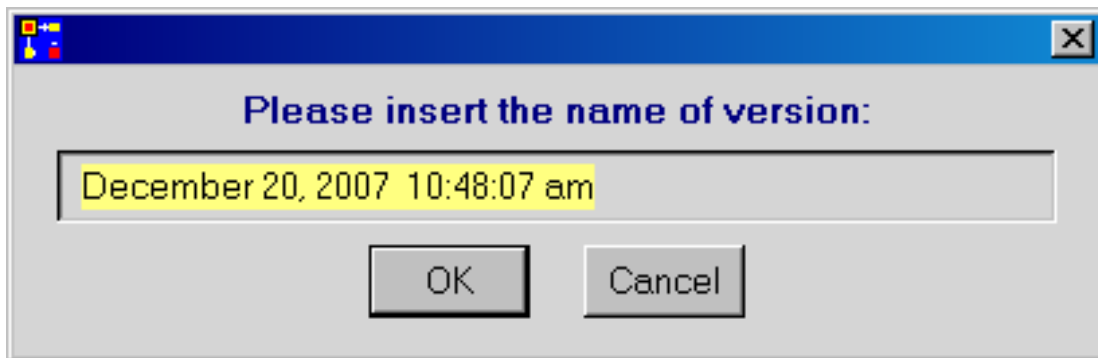 Please insert the name of version:
December 20, 2007  10:48:07 am
OK Cancel